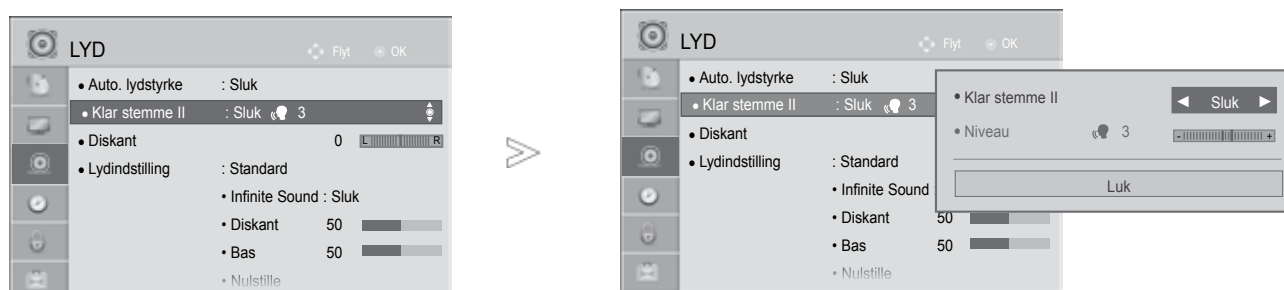 LYD
Flyt OK
• Auto. lydstyrke : Sluk
• Klar stemme II : Sluk 3
• Diskant 0 L R
• Lydindstilling : Standard
• Infinite Sound : Sluk
• Diskant 50
• Bas 50
• Nulstille
LYD
Flyt OK
• Auto. lydstyrke : Sluk
• Klar stemme II : Sluk 3
• Diskant
• Lydindstilling : Standard
• Infinite Sound :
• Diskant 50
• Bas 50
• Nulstille
• Klar stemme II ◄ Sluk ►
• Niveau 3 - +
Luk